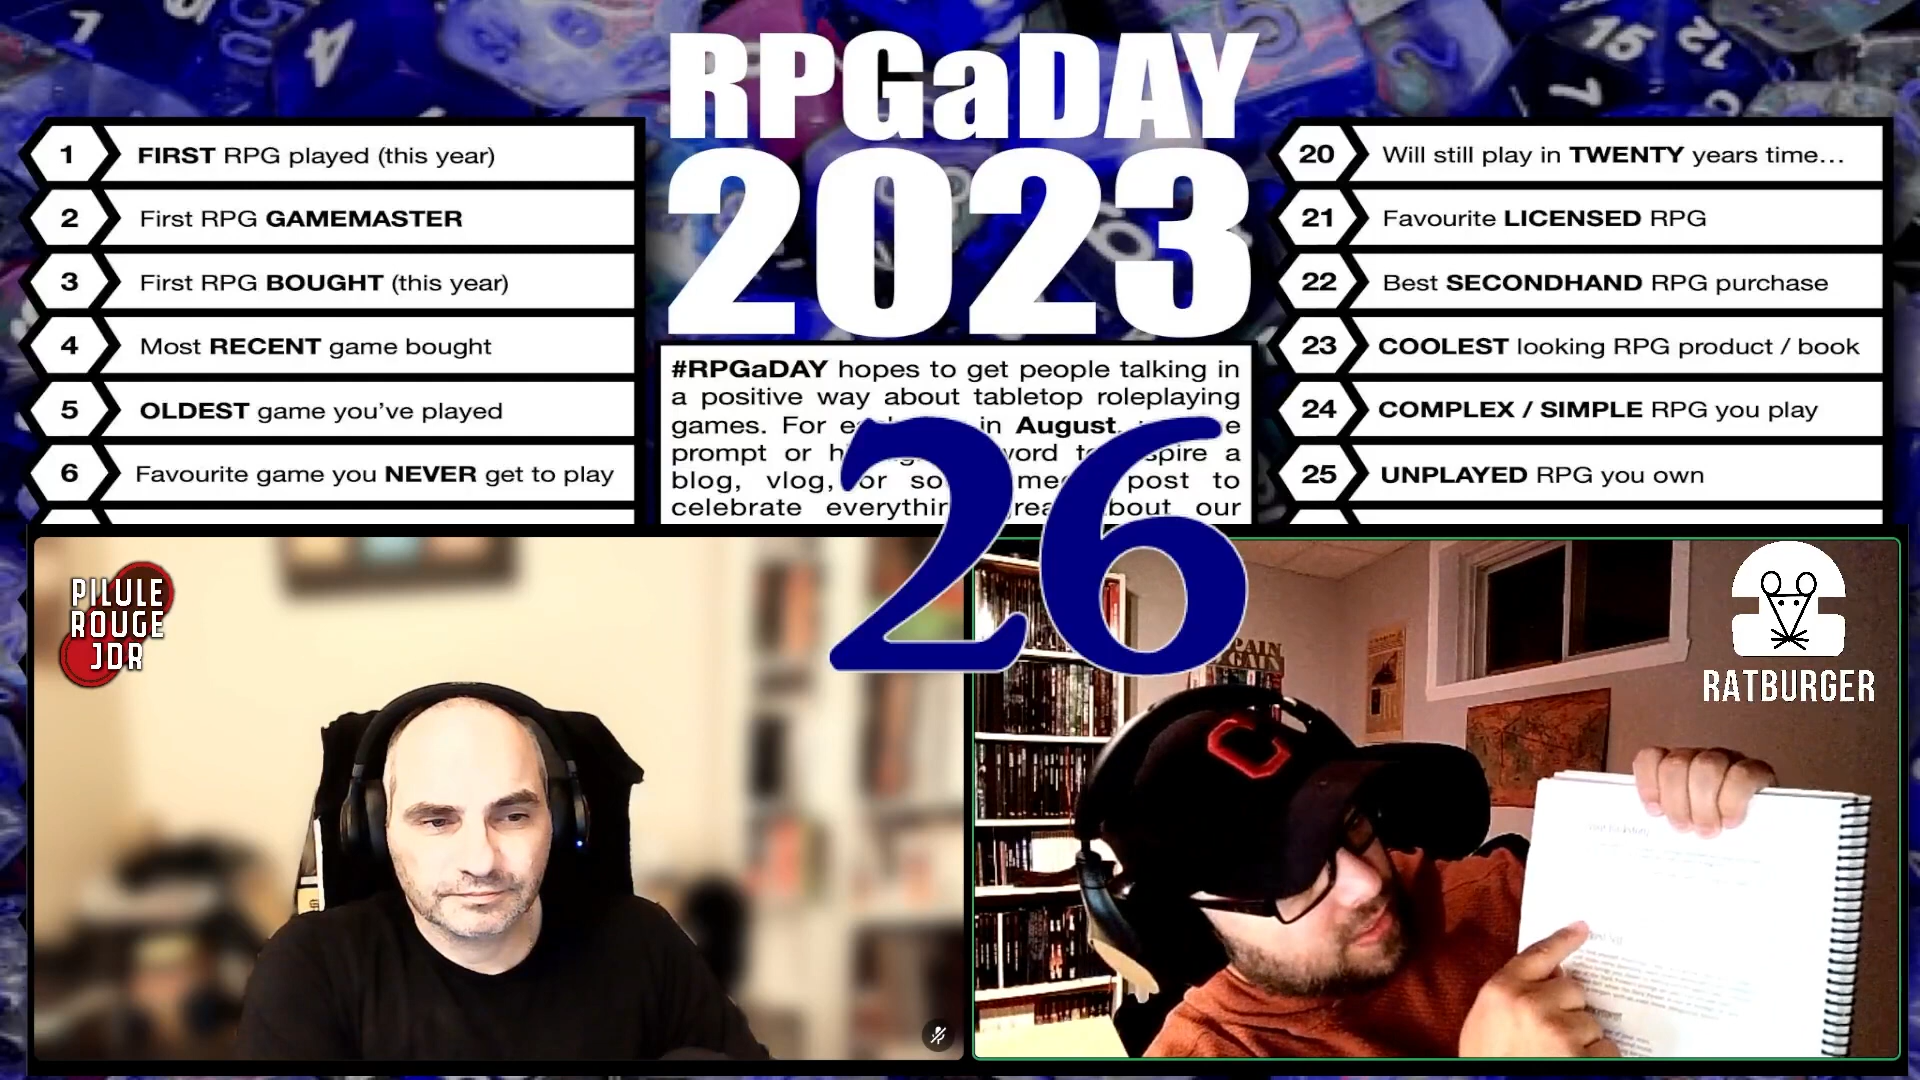 RPGaDAY
2023
1 FIRST RPG played (this year)
2 First RPG GAMEMASTER
3 First RPG BOUGHT (this year)
4 Most RECENT game bought
5 OLDEST game you’ve played
6 Favourite game you NEVER get to play
#RPGaDAY hopes to get people talking in
a positive way about tabletop roleplaying
games. For in August,
prompt or word
blog, vlog, or post to
celebrate about our
26
20 Will still play in TWENTY years time…
21 Favourite LICENSED RPG
22 Best SECONDHAND RPG purchase
23 COOLEST looking RPG product / book
24 COMPLEX / SIMPLE RPG you play
25 UNPLAYED RPG you own
PILULE
ROUGE
JDR
C
RATBURGER